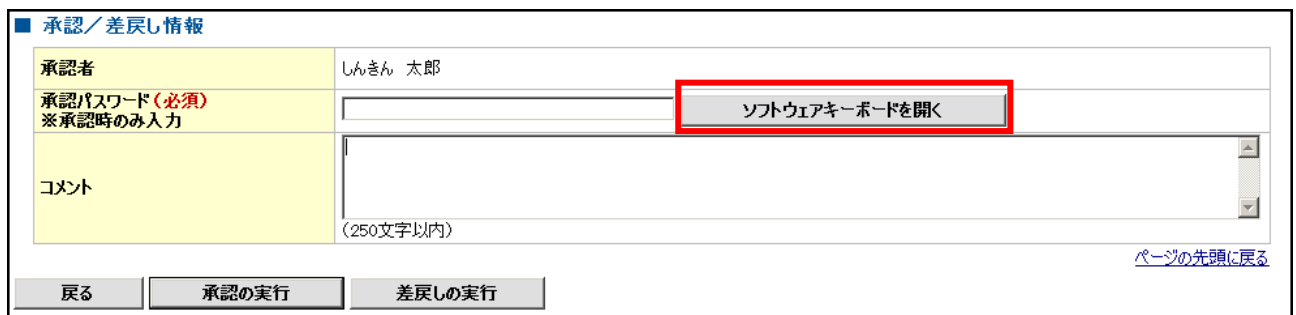 ■ 承認／差戻し情報
承認者
しんきん 太郎
承認パスワード(必須)
※承認時のみ入力
ソフトウェアキーボードを開く
コメント
(250文字以内)
ページの先頭に戻る
戻る 承認の実行 差戻しの実行